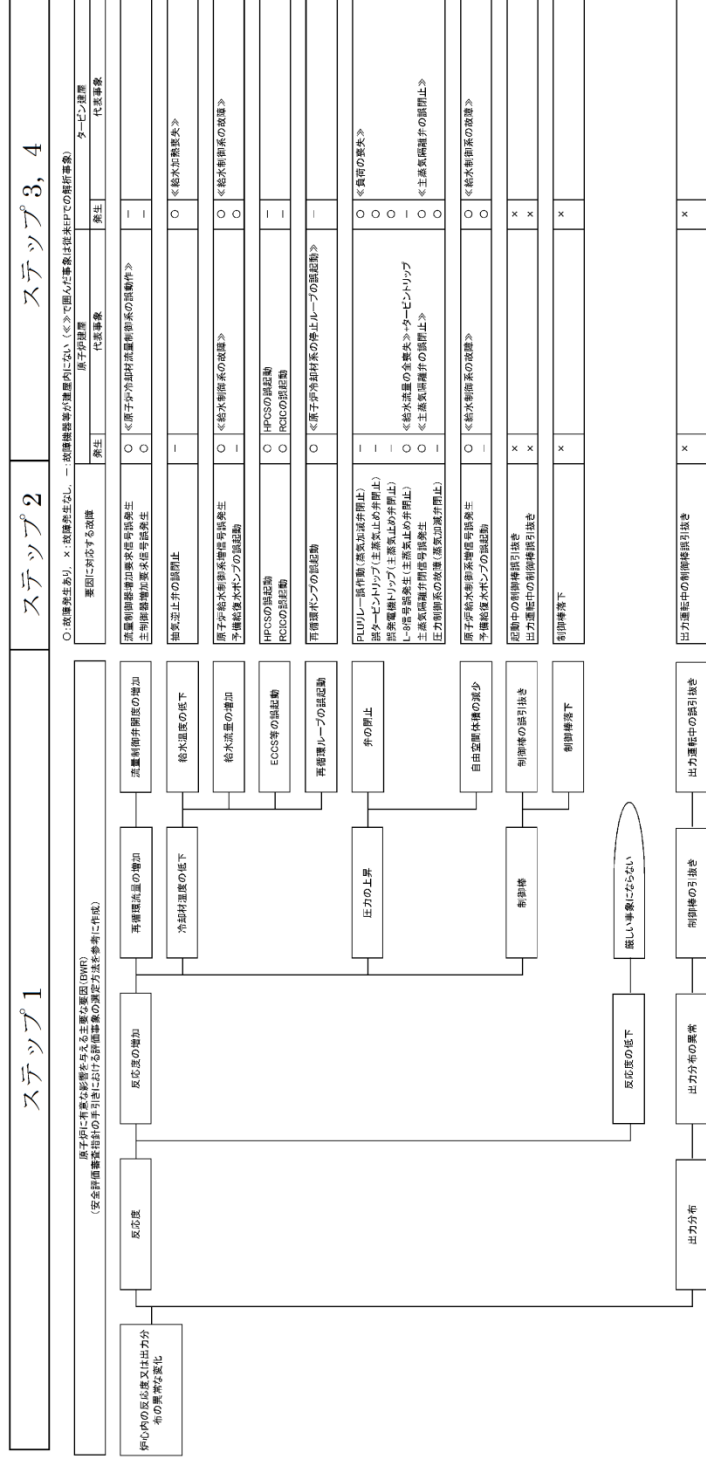 ステップ1
ステップ2
ステップ3, 4
○:故障発生あり, ×:故障発生なし, −:故障機器等が建屋内にない(≪≫で囲んだ事象は従来EPでの解析事象)
原子炉に有意な影響を与える主要な要因(BWR)
(安全評価審査指針の手引きにおける評価事象の選定方法を参考に作成)
要因に対応する故障
原子炉建屋
タービン建屋
発生
代表事象
発生
代表事象
炉心内の反応度又は出力分
布の異常な変化
反応度
反応度の増加
再循環流量の増加
流量制御弁開度の増加
流量制御器増加要求信号誤発生
○
≪原子炉冷却材流量制御系の誤動作≫
−
主制御器増加要求信号誤発生
○
−
冷却材温度の低下
給水温度の低下
抽気逆止弁の誤閉止
−
○
≪給水加熱喪失≫
給水流量の増加
原子炉給水制御系増信号誤発生
○
≪給水制御系の故障≫
○
≪給水制御系の故障≫
予備給復水ポンプの誤起動
−
○
ECCS等の誤起動
HPCSの誤起動
○
HPCSの誤起動
−
RCICの誤起動
○
RCICの誤起動
−
再循環ループの誤起動
再循環ポンプの誤起動
○
≪原子炉冷却材系の停止ループの誤起動≫
−
圧力の上昇
弁の閉止
PLUリレー誤作動(蒸気加減弁閉止)
−
○
≪負荷の喪失≫
誤タービントリップ(主蒸気止め弁閉止)
−
○
誤発電機トリップ(主蒸気止め弁閉止)
−
○
L-8信号誤発生(主蒸気止め弁閉止)
○
≪給水流量の全喪失≫+タービントリップ
−
主蒸気隔離弁閉信号誤発生
○
≪主蒸気隔離弁の誤閉止≫
○
≪主蒸気隔離弁の誤閉止≫
圧力制御系の故障(蒸気加減弁閉止)
−
○
自由空間体積の減少
原子炉給水制御系増信号誤発生
○
≪給水制御系の故障≫
○
≪給水制御系の故障≫
予備給復水ポンプの誤起動
−
○
制御棒
制御棒の誤引抜き
起動中の制御棒誤引抜き
×
×
出力運転中の制御棒誤引抜き
×
×
制御棒落下
制御棒落下
×
×
反応度の低下
厳しい事象にならない
出力分布
出力分布の異常
制御棒の引抜き
出力運転中の誤引抜き
出力運転中の制御棒誤引抜き
×
×